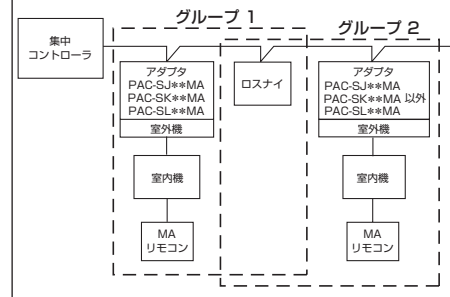 グループ 1
グループ 2
集中
コントローラ
アダプタ
PAC-SJ**MA
PAC-SK**MA
PAC-SL**MA
室外機
室内機
MA
リモコン
ロスナイ
アダプタ
PAC-SJ**MA
PAC-SK**MA 以外
PAC-SL**MA
室外機
室内機
MA
リモコン